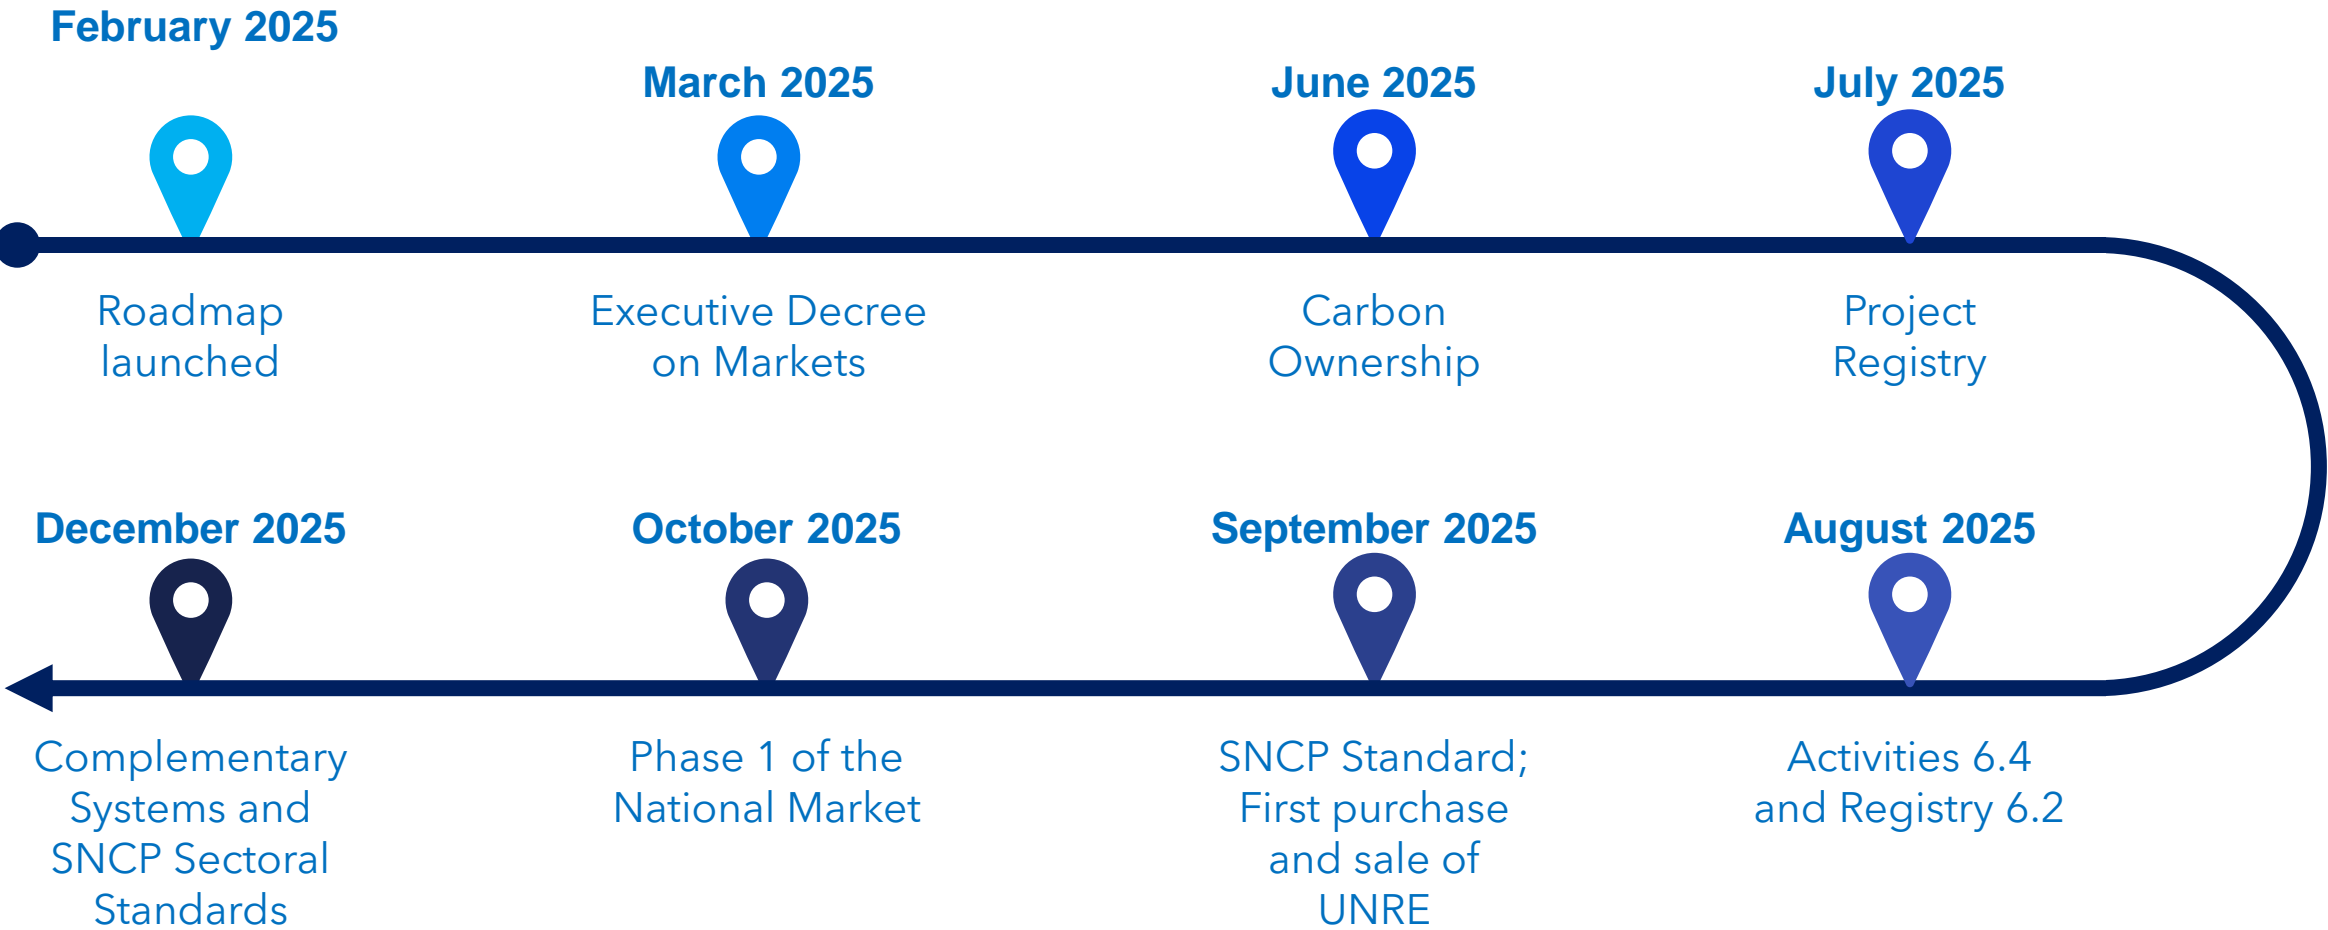 February 2025
Roadmap
launched
March 2025
Executive Decree
on Markets
June 2025
Carbon
Ownership
July 2025
Project
Registry
August 2025
Activities 6.4
and Registry 6.2
September 2025
SNCP Standard;
First purchase
and sale of
UNRE
October 2025
Phase 1 of the
National Market
December 2025
Complementary
Systems and
SNCP Sectoral
Standards